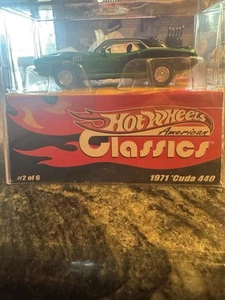 Hot Wheels
American
Classics
#2 of 6
1971 'Cuda 440